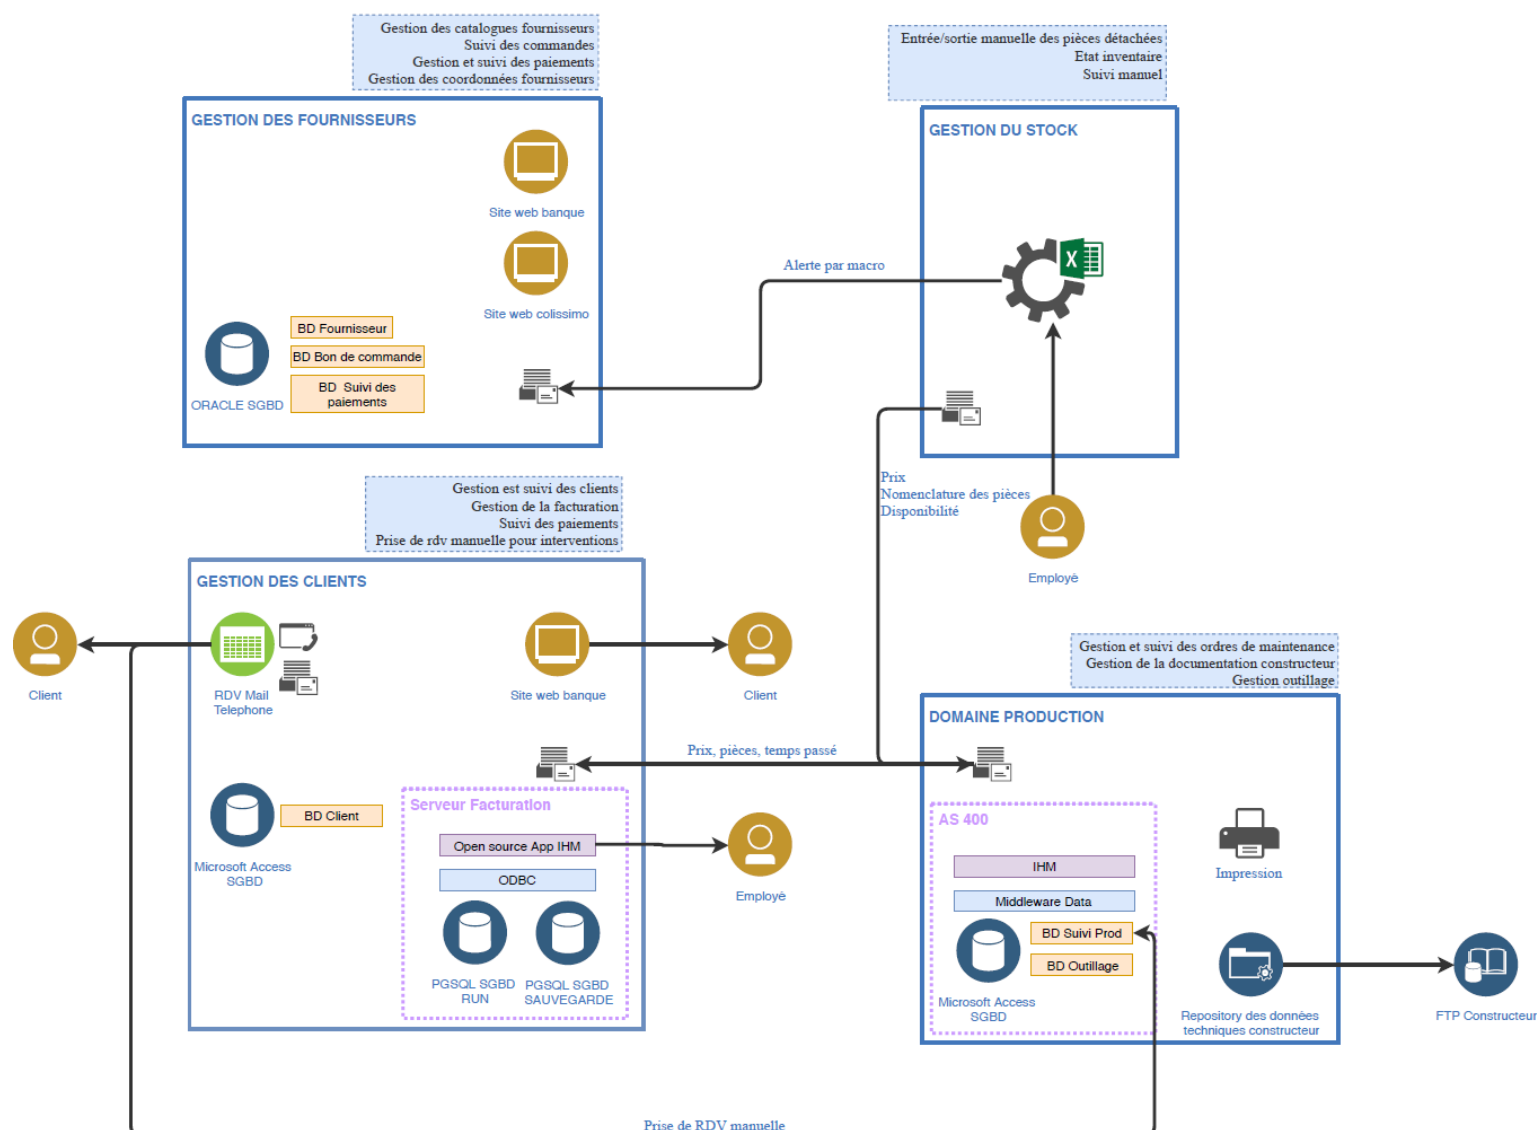 Gestion des catalogues fournisseurs
Suivi des commandes
Gestion et suivi des paiements
Gestion des coordonnées fournisseurs
GESTION DES FOURNISSEURS
Site web banque
Site web colissimo
BD Fournisseur
BD Bon de commande
BD Suivi des
paiements
ORACLE SGBD
Entrée/sortie manuelle des pièces détachées
Etat inventaire
Suivi manuel
GESTION DU STOCK
X
Alerte par macro
Prix
Nomenclature des pièces
Disponibilité
Employé
Gestion est suivi des clients
Gestion de la facturation
Suivi des paiements
Prise de rdv manuelle pour interventions
GESTION DES CLIENTS
Client
RDV Mail
Telephone
Site web banque
Client
Prix, pièces, temps passé
BD Client
Microsoft Access
SGBD
Serveur Facturation
Open source App IHM
ODBC
PGSQL SGBD
RUN
PGSQL SGBD
SAUVEGARDE
Employé
Gestion et suivi des ordres de maintenance
Gestion de la documentation constructeur
Gestion outillage
DOMAINE PRODUCTION
AS 400
IHM
Middleware Data
BD Suivi Prod
BD Outillage
Microsoft Access
SGBD
Impression
Repository des données
techniques constructeur
FTP Constructeur
Prise de RDV manuelle